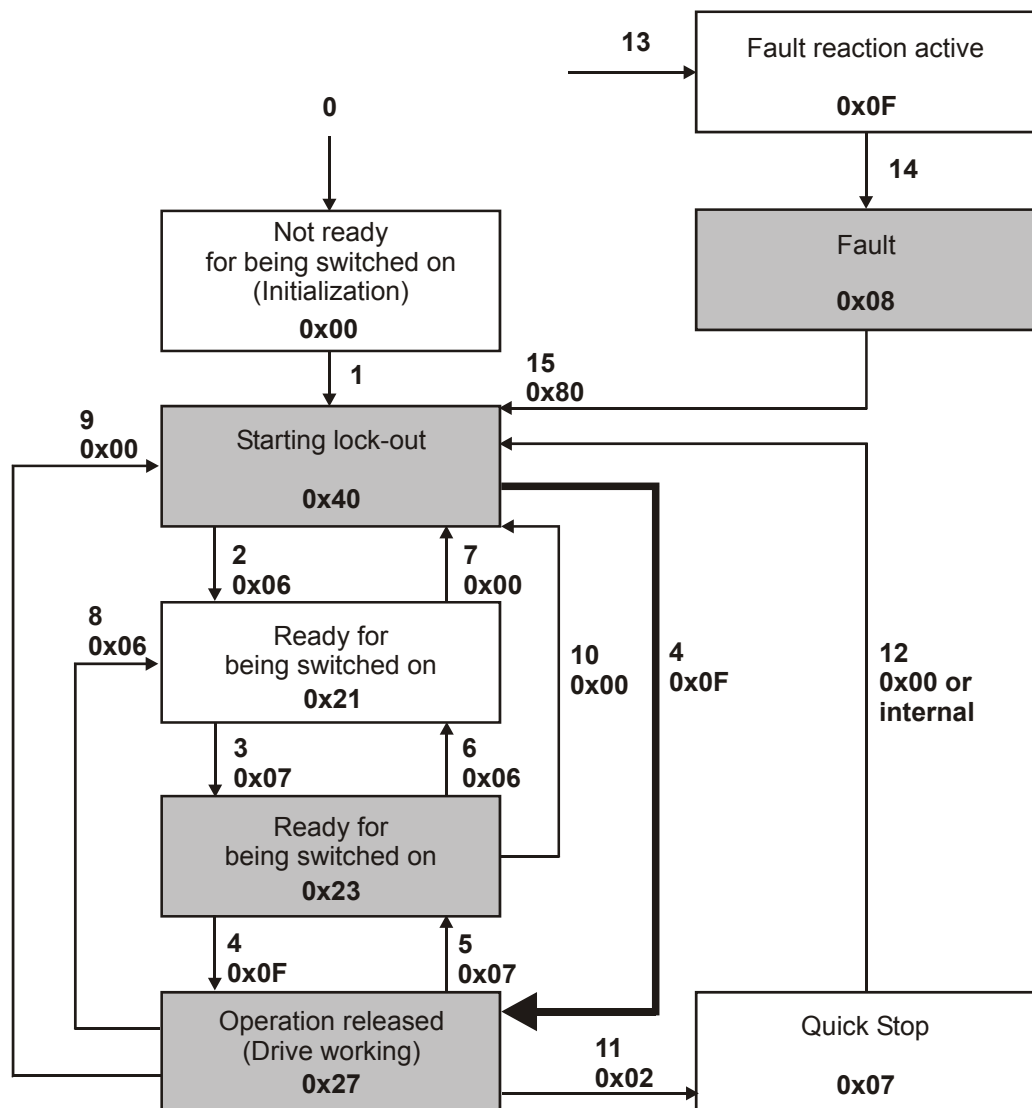 13
Fault reaction active
0x0F
0
14
Not ready
for being switched on
(Initialization)
0x00
Fault
0x08
1
15
0x80
9
0x00
Starting lock-out
0x40
2
0x06
7
0x00
8
0x06
Ready for
being switched on
0x21
10
0x00
4
0x0F
12
0x00 or
internal
3
0x07
6
0x06
Ready for
being switched on
0x23
4
0x0F
5
0x07
Operation released
(Drive working)
0x27
11
0x02
Quick Stop
0x07